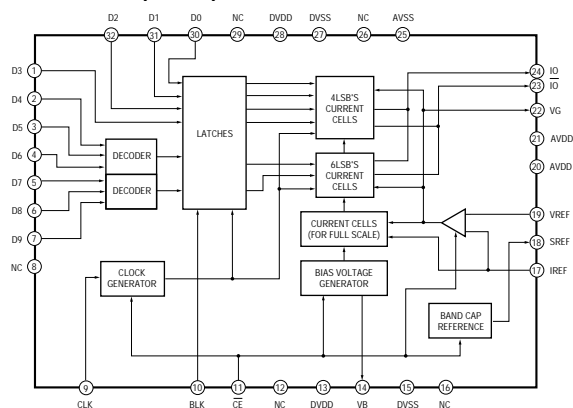 D2 D1 D0 NC DVDD DVSS NC AVSS
32 31 30 29 28 27 26 25
D3 1
D4 2
D5 3
D6 4
D7 5
D8 6
D9 7
NC 8
DECODER
DECODER
LATCHES
4LSB'S
CURRENT
CELLS
6LSB'S
CURRENT
CELLS
CURRENT CELLS
(FOR FULL SCALE)
CLOCK
GENERATOR
BIAS VOLTAGE
GENERATOR
BAND CAP
REFERENCE
24 IO
23 IO
22 VG
21 AVDD
20 AVDD
19 VREF
18 SREF
17 IREF
9 10 11 12 13 14 15 16
CLK BLK CE NC DVDD VB DVSS NC